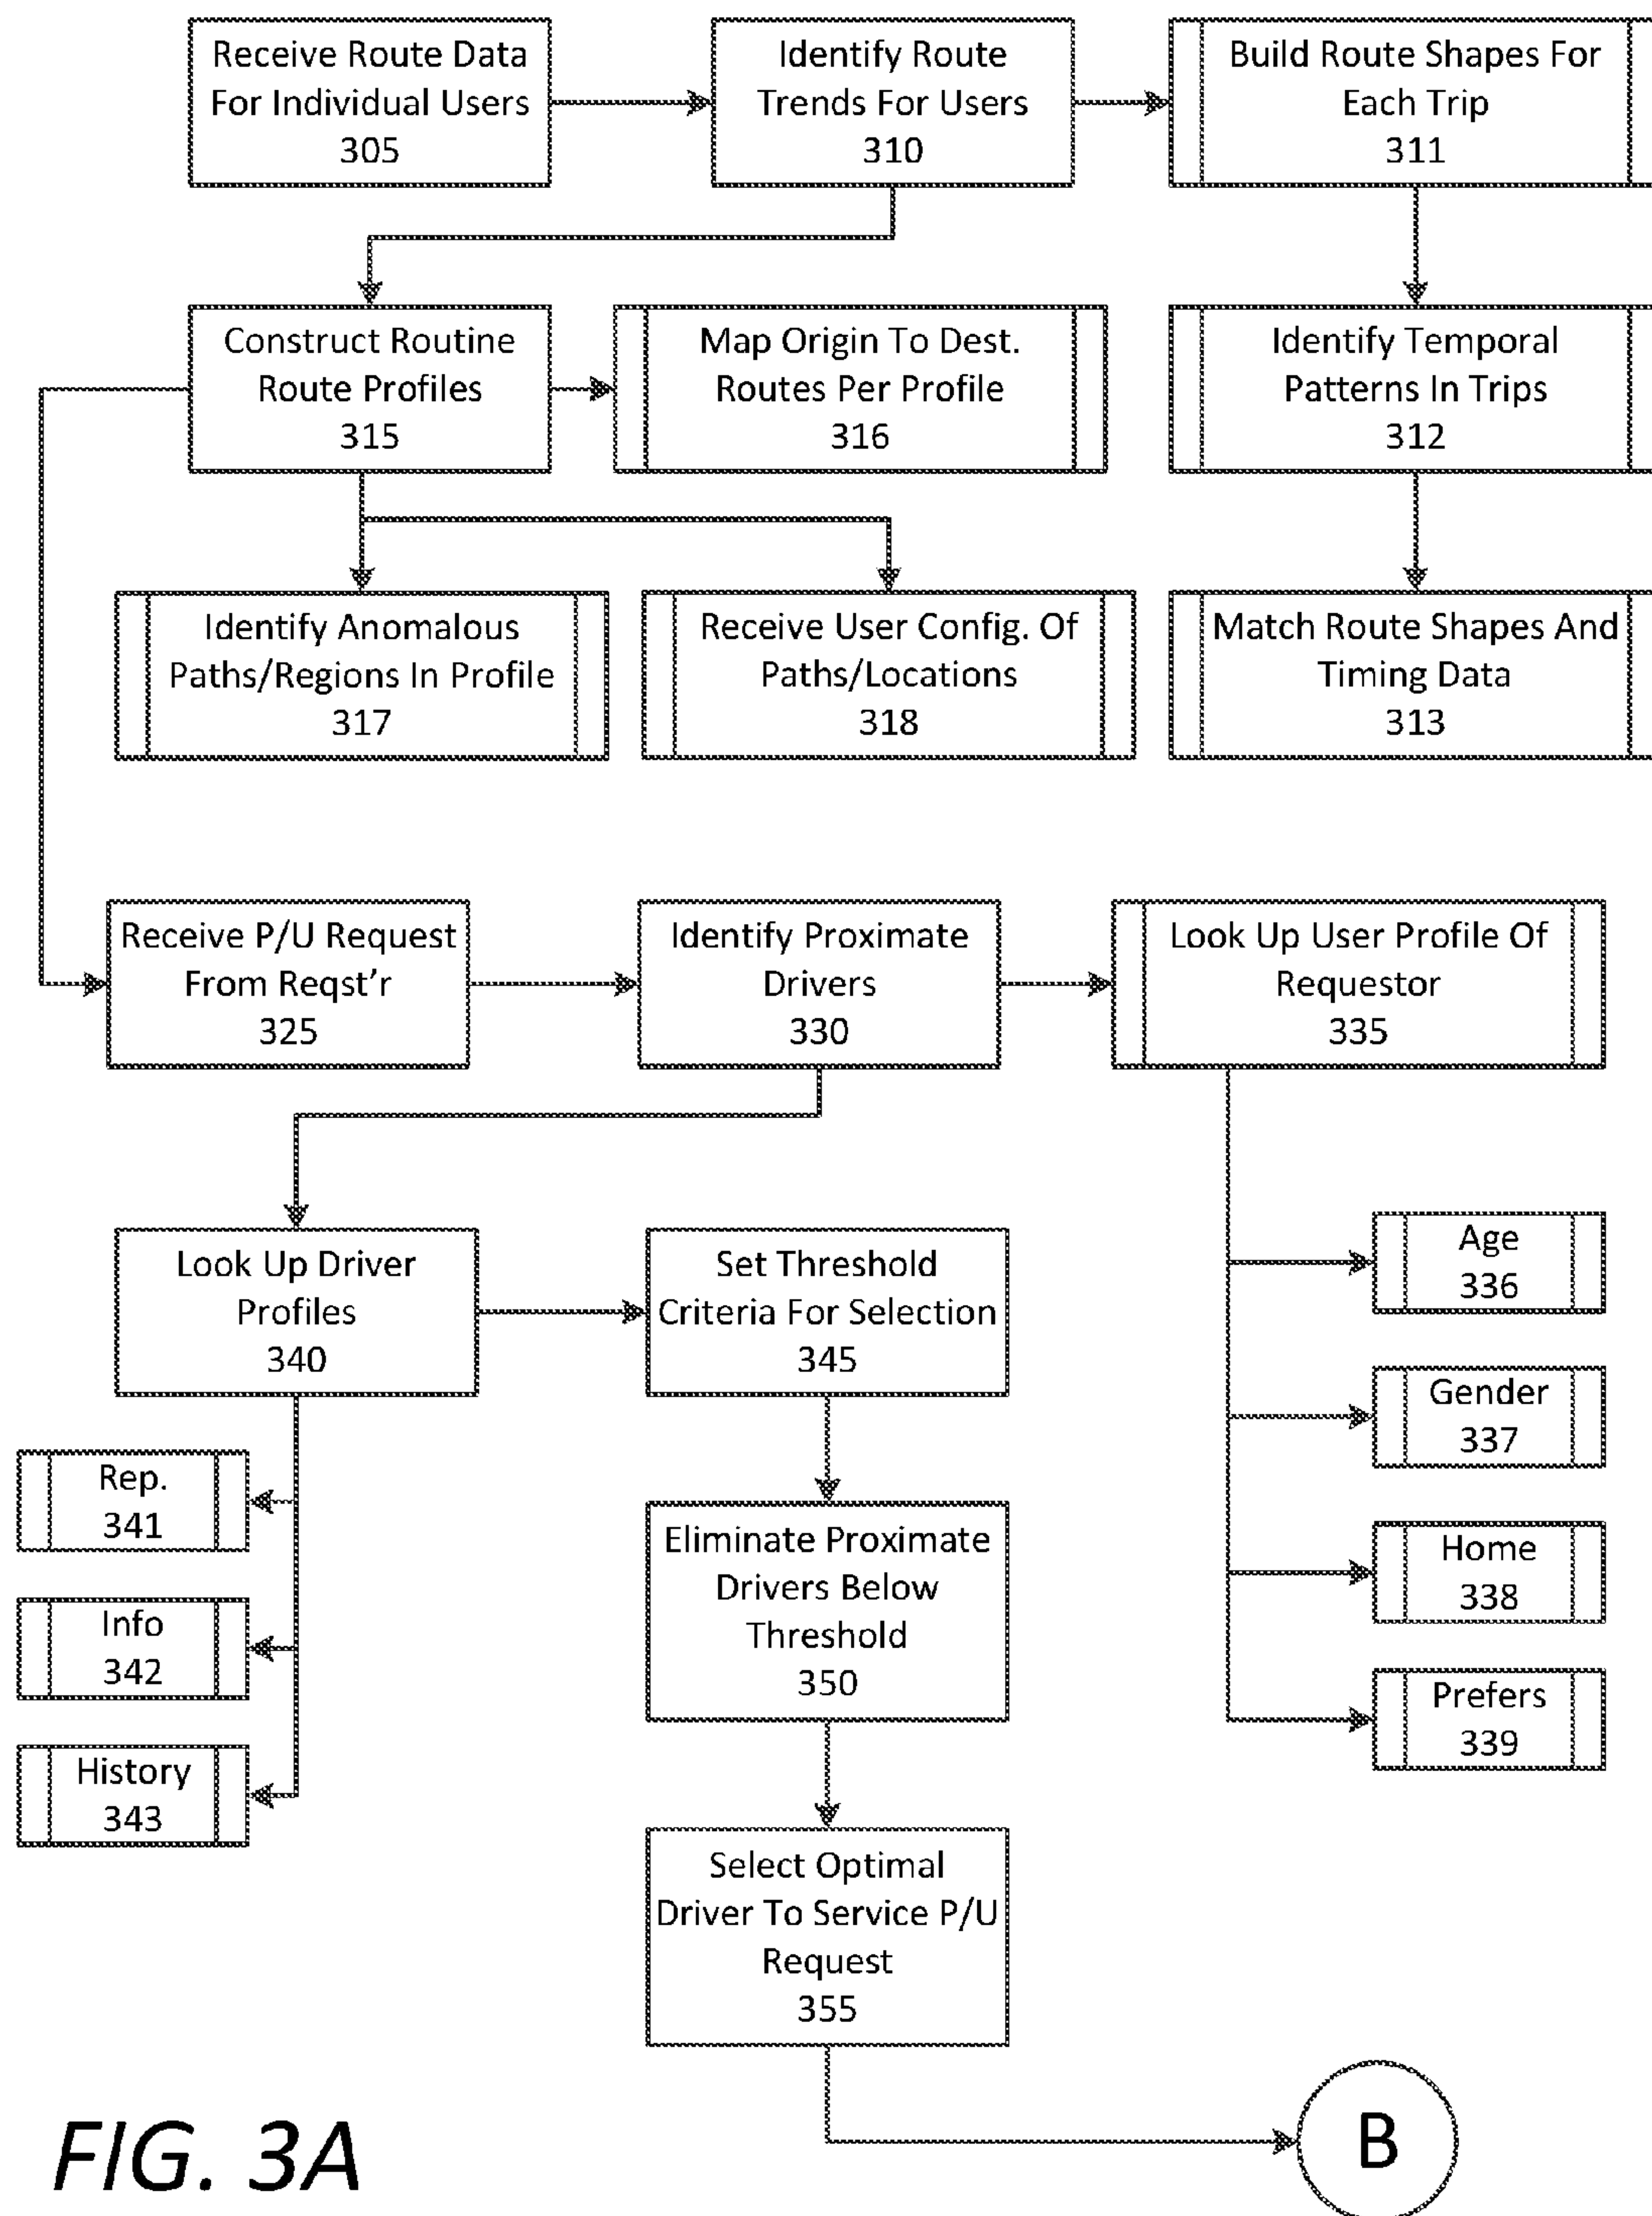 Receive Route Data
For Individual Users
305
Identify Route
Trends For Users
310
Build Route Shapes For
Each Trip
311
Construct Routine
Route Profiles
315
Map Origin To Dest.
Routes Per Profile
316
Identify Temporal
Patterns In Trips
312
Identify Anomalous
Paths/Regions In Profile
317
Receive User Config. Of
Paths/Locations
318
Match Route Shapes And
Timing Data
313
Receive P/U Request
From Reqst'r
325
Identify Proximate
Drivers
330
Look Up User Profile Of
Requestor
335
Look Up Driver
Profiles
340
Set Threshold
Criteria For Selection
345
Age
336
Gender
337
Home
338
Prefers
339
Rep.
341
Info
342
History
343
Eliminate Proximate
Drivers Below
Threshold
350
Select Optimal
Driver To Service P/U
Request
355
B
FIG. 3A